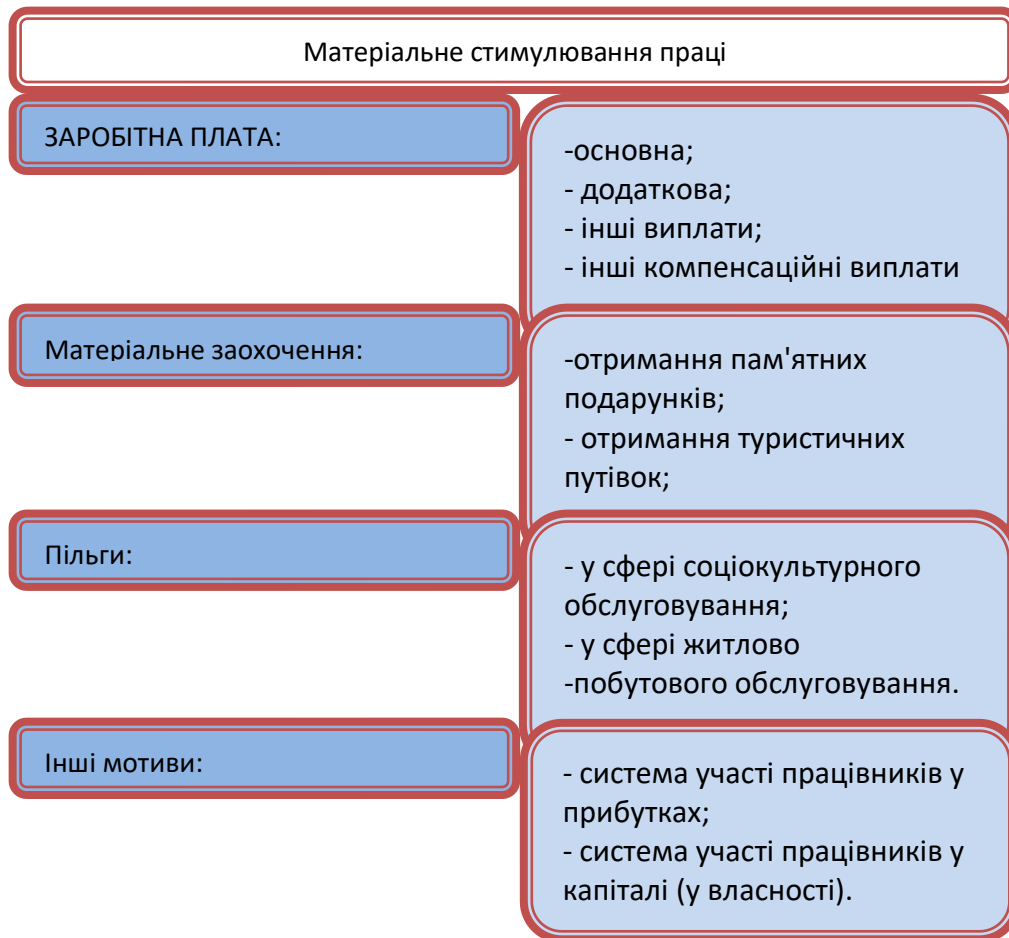 Матеріальне стимулювання праці
ЗАРОБІТНА ПЛАТА:
-основна;
- додаткова;
- інші виплати;
- інші компенсаційні виплати
Матеріальне заохочення:
-отримання пам'ятних
подарунків;
- отримання туристичних
путівок;
Пільги:
- у сфері соціокультурного
обслуговування;
- у сфері житлово
-побутового обслуговування.
Інші мотиви:
- система участі працівників у
прибутках;
- система участі працівників у
капіталі (у власності).